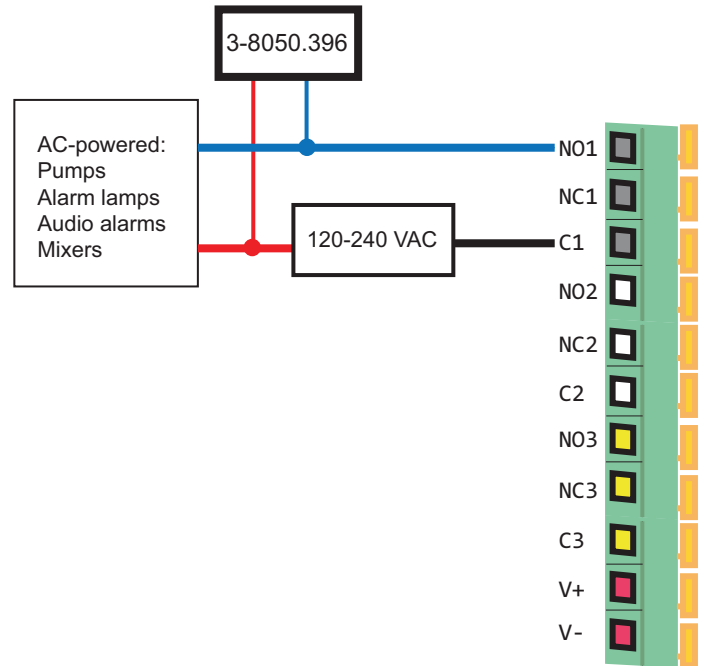 3-8050.396
AC-powered:
Pumps
Alarm lamps
Audio alarms
Mixers
120-240 VAC
NO1
NC1
C1
NO2
NC2
C2
NO3
NC3
C3
V+
V-